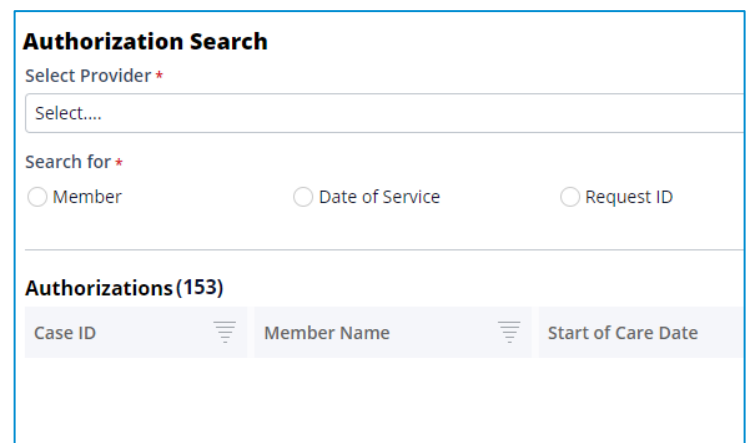 Authorization Search
Select Provider *
Select....
Search for *
Member Date of Service Request ID
Authorizations (153)
Case ID Member Name Start of Care Date